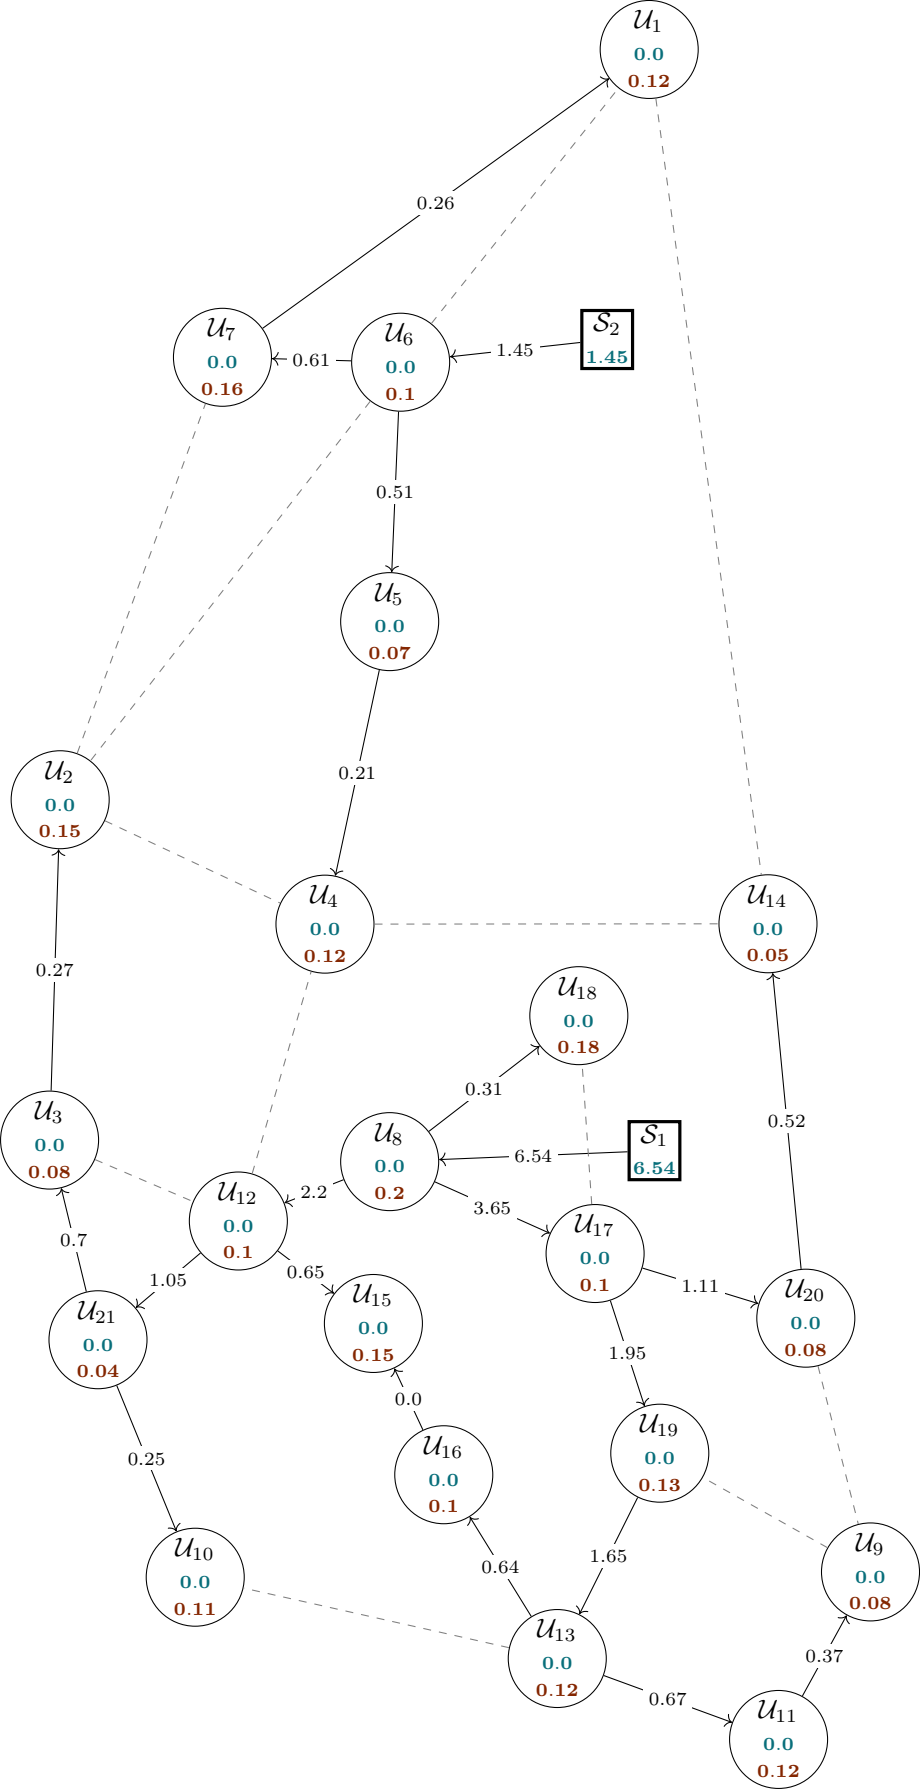 𝒰₁
0.0
0.12
0.26
𝒰₇
0.0
0.16
0.61
𝒰₆
0.0
0.1
1.45
𝒮₂
1.45
0.51
𝒰₅
0.0
0.07
0.21
𝒰₂
0.0
0.15
𝒰₄
0.0
0.12
𝒰₁₄
0.0
0.05
0.27
𝒰₁₈
0.0
0.18
0.31
0.52
𝒰₃
0.0
0.08
𝒰₈
0.0
0.2
6.54
𝒮₁
6.54
𝒰₁₂
0.0
0.1
2.2
3.65
𝒰₁₇
0.0
0.1
0.7
1.05
0.65
1.11
𝒰₂₀
0.0
0.08
𝒰₂₁
0.0
0.04
𝒰₁₅
0.0
0.15
1.95
0.0
0.25
𝒰₁₆
0.0
0.1
𝒰₁₉
0.0
0.13
𝒰₁₀
0.0
0.11
0.64
1.65
𝒰₉
0.0
0.08
𝒰₁₃
0.0
0.12
0.67
0.37
𝒰₁₁
0.0
0.12